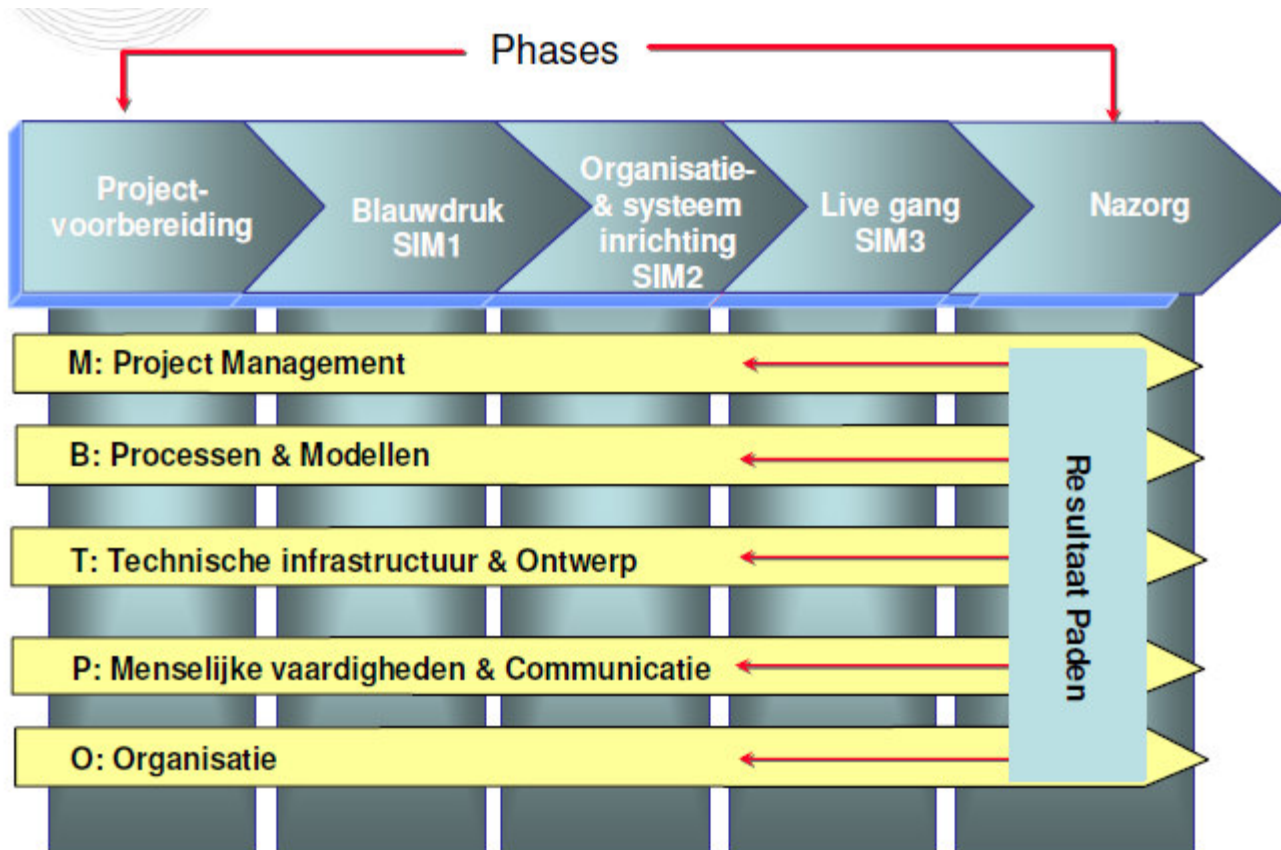 Phases
Project-
voorbereiding
Blauwdruk
SIM1
Organisatie-
& systeem
inrichting
SIM2
Live gang
SIM3
Nazorg
M: Project Management
B: Processen & Modellen
T: Technische infrastructuur & Ontwerp
P: Menselijke vaardigheden & Communicatie
O: Organisatie
Resultaat Paden